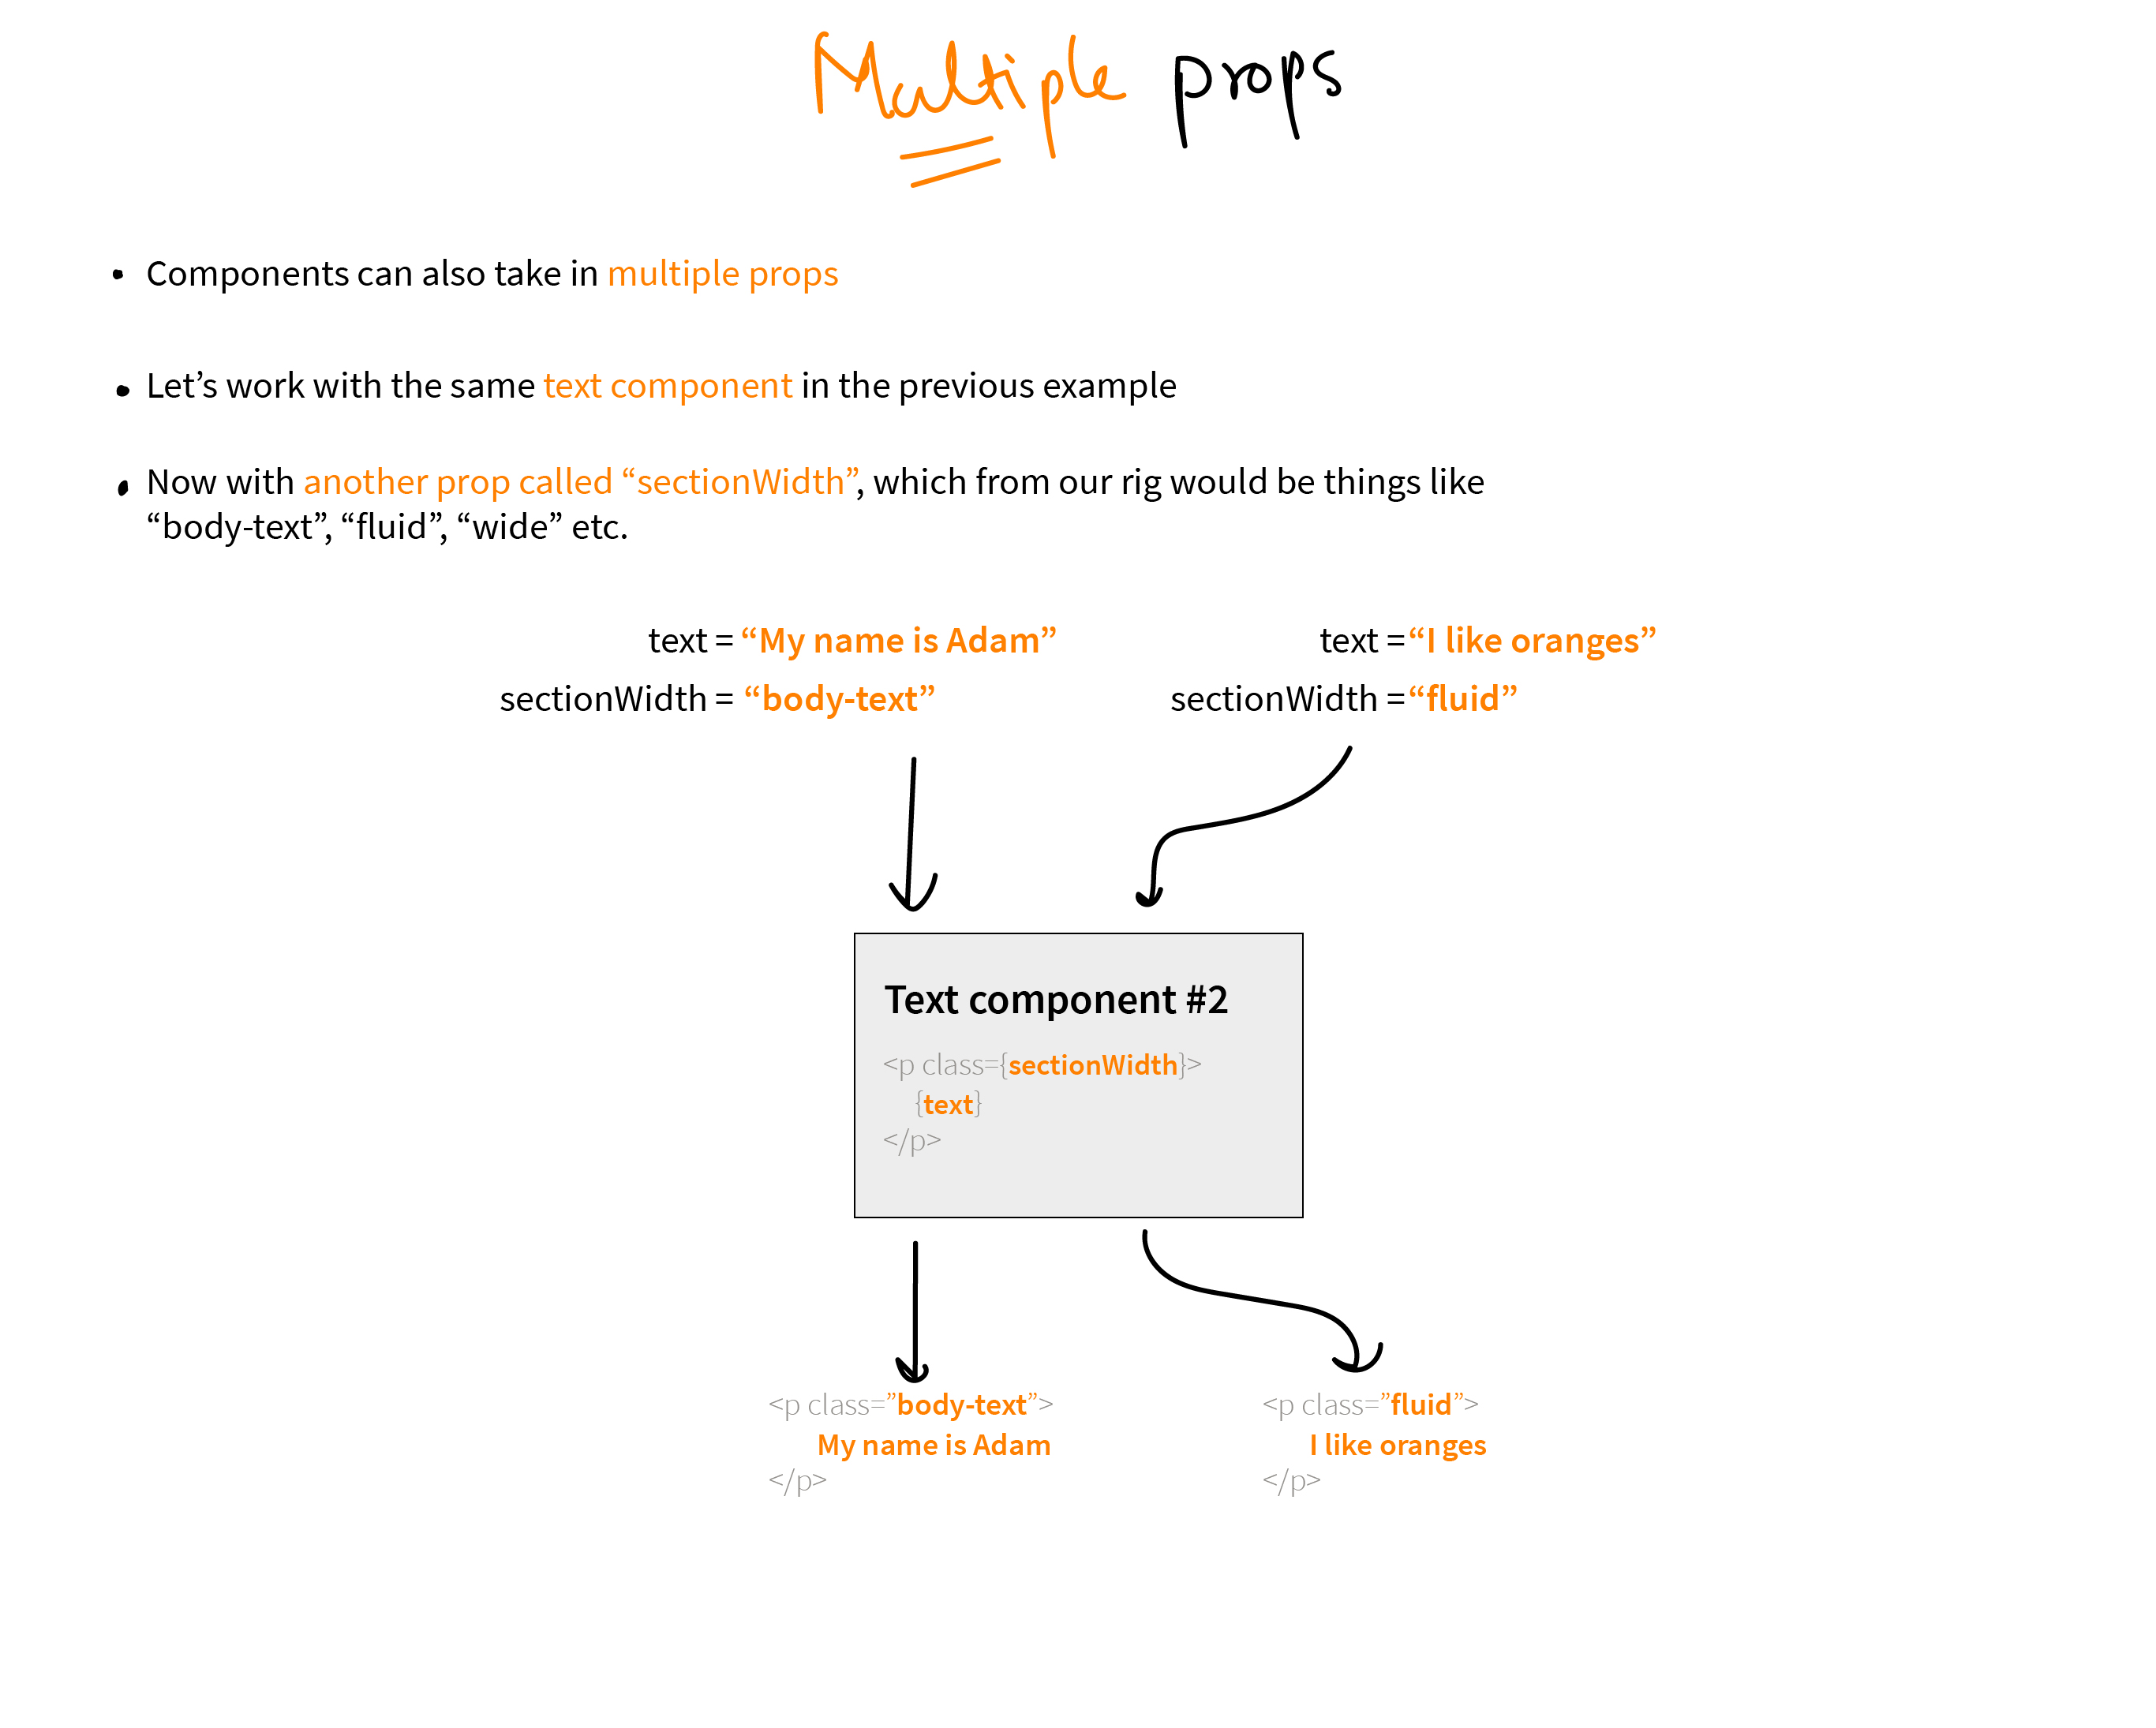 Multiple props
• Components can also take in multiple props
• Let’s work with the same text component in the previous example
• Now with another prop called “sectionWidth”, which from our rig would be things like
“body-text”, “fluid”, “wide” etc.
text = “My name is Adam”
sectionWidth = “body-text”
text =“I like oranges”
sectionWidth =“fluid”
Text component #2
<p class={sectionWidth}>
{text}
</p>
<p class=”body-text”>
My name is Adam
</p>
<p class=”fluid”>
I like oranges
</p>